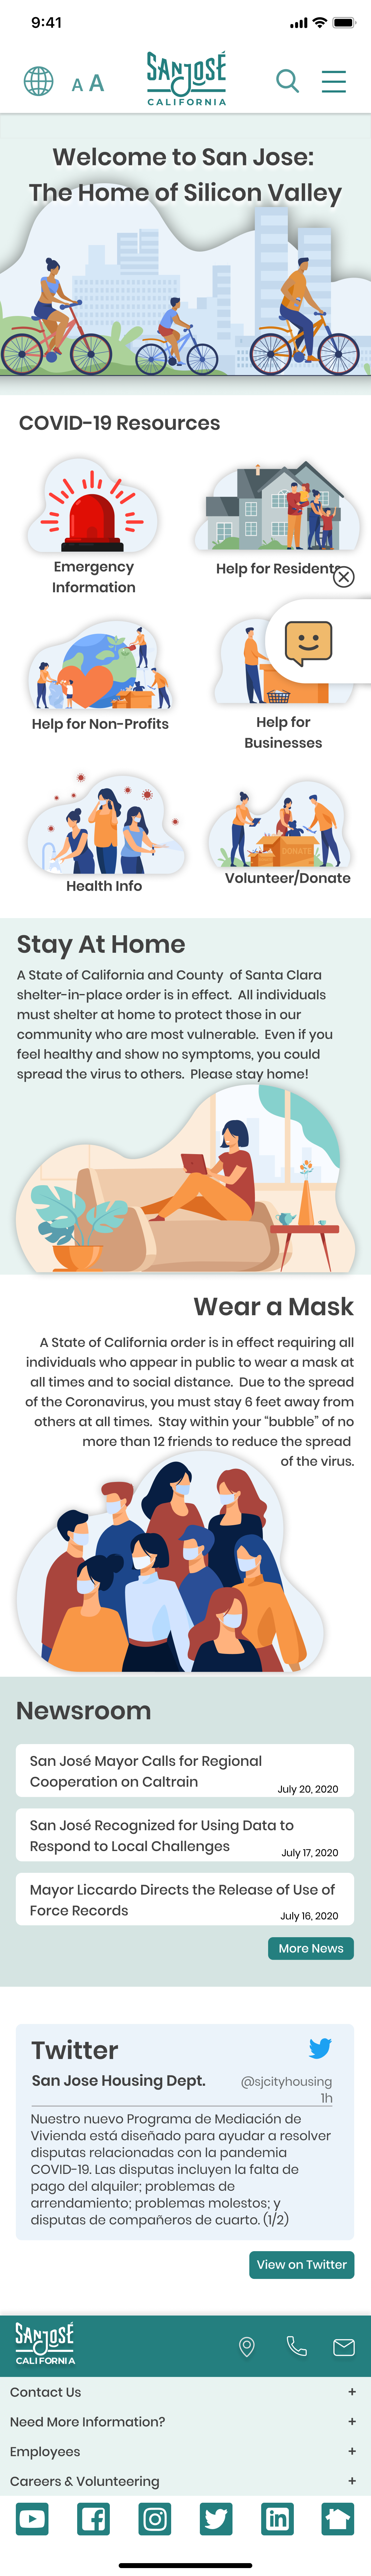 9:41
A A
SAN JOSÉ
CALIFORNIA
Welcome to San Jose:
The Home of Silicon Valley
COVID-19 Resources
Emergency
Information
Help for Residents
Help for Non-Profits
Help for
Businesses
Health Info
DONATE
Volunteer/Donate
Stay At Home
A State of California and County of Santa Clara
shelter-in-place order is in effect. All individuals
must shelter at home to protect those in our
community who are most vulnerable. Even if you
feel healthy and show no symptoms, you could
spread the virus to others. Please stay home!
Wear a Mask
A State of California order is in effect requiring all
individuals who appear in public to wear a mask at
all times and to social distance. Due to the spread
of the Coronavirus, you must stay 6 feet away from
others at all times. Stay within your "bubble" of no
more than 12 friends to reduce the spread
of the virus.
Newsroom
San José Mayor Calls for Regional
Cooperation on Caltrain
July 20, 2020
San José Recognized for Using Data to
Respond to Local Challenges
July 17, 2020
Mayor Liccardo Directs the Release of Use of
Force Records
July 16, 2020
More News
Twitter
San Jose Housing Dept.
@sjcityhousing
1h
Nuestro nuevo Programa de Mediación de
Vivienda está diseñado para ayudar a resolver
disputas relacionadas con la pandemia
COVID-19. Las disputas incluyen la falta de
pago del alquiler; problemas de
arrendamiento; problemas molestos; y
disputas de compañeros de cuarto. (1/2)
View on Twitter
SAN JOSÉ
CALIFORNIA
Contact Us +
Need More Information? +
Employees +
Careers & Volunteering +